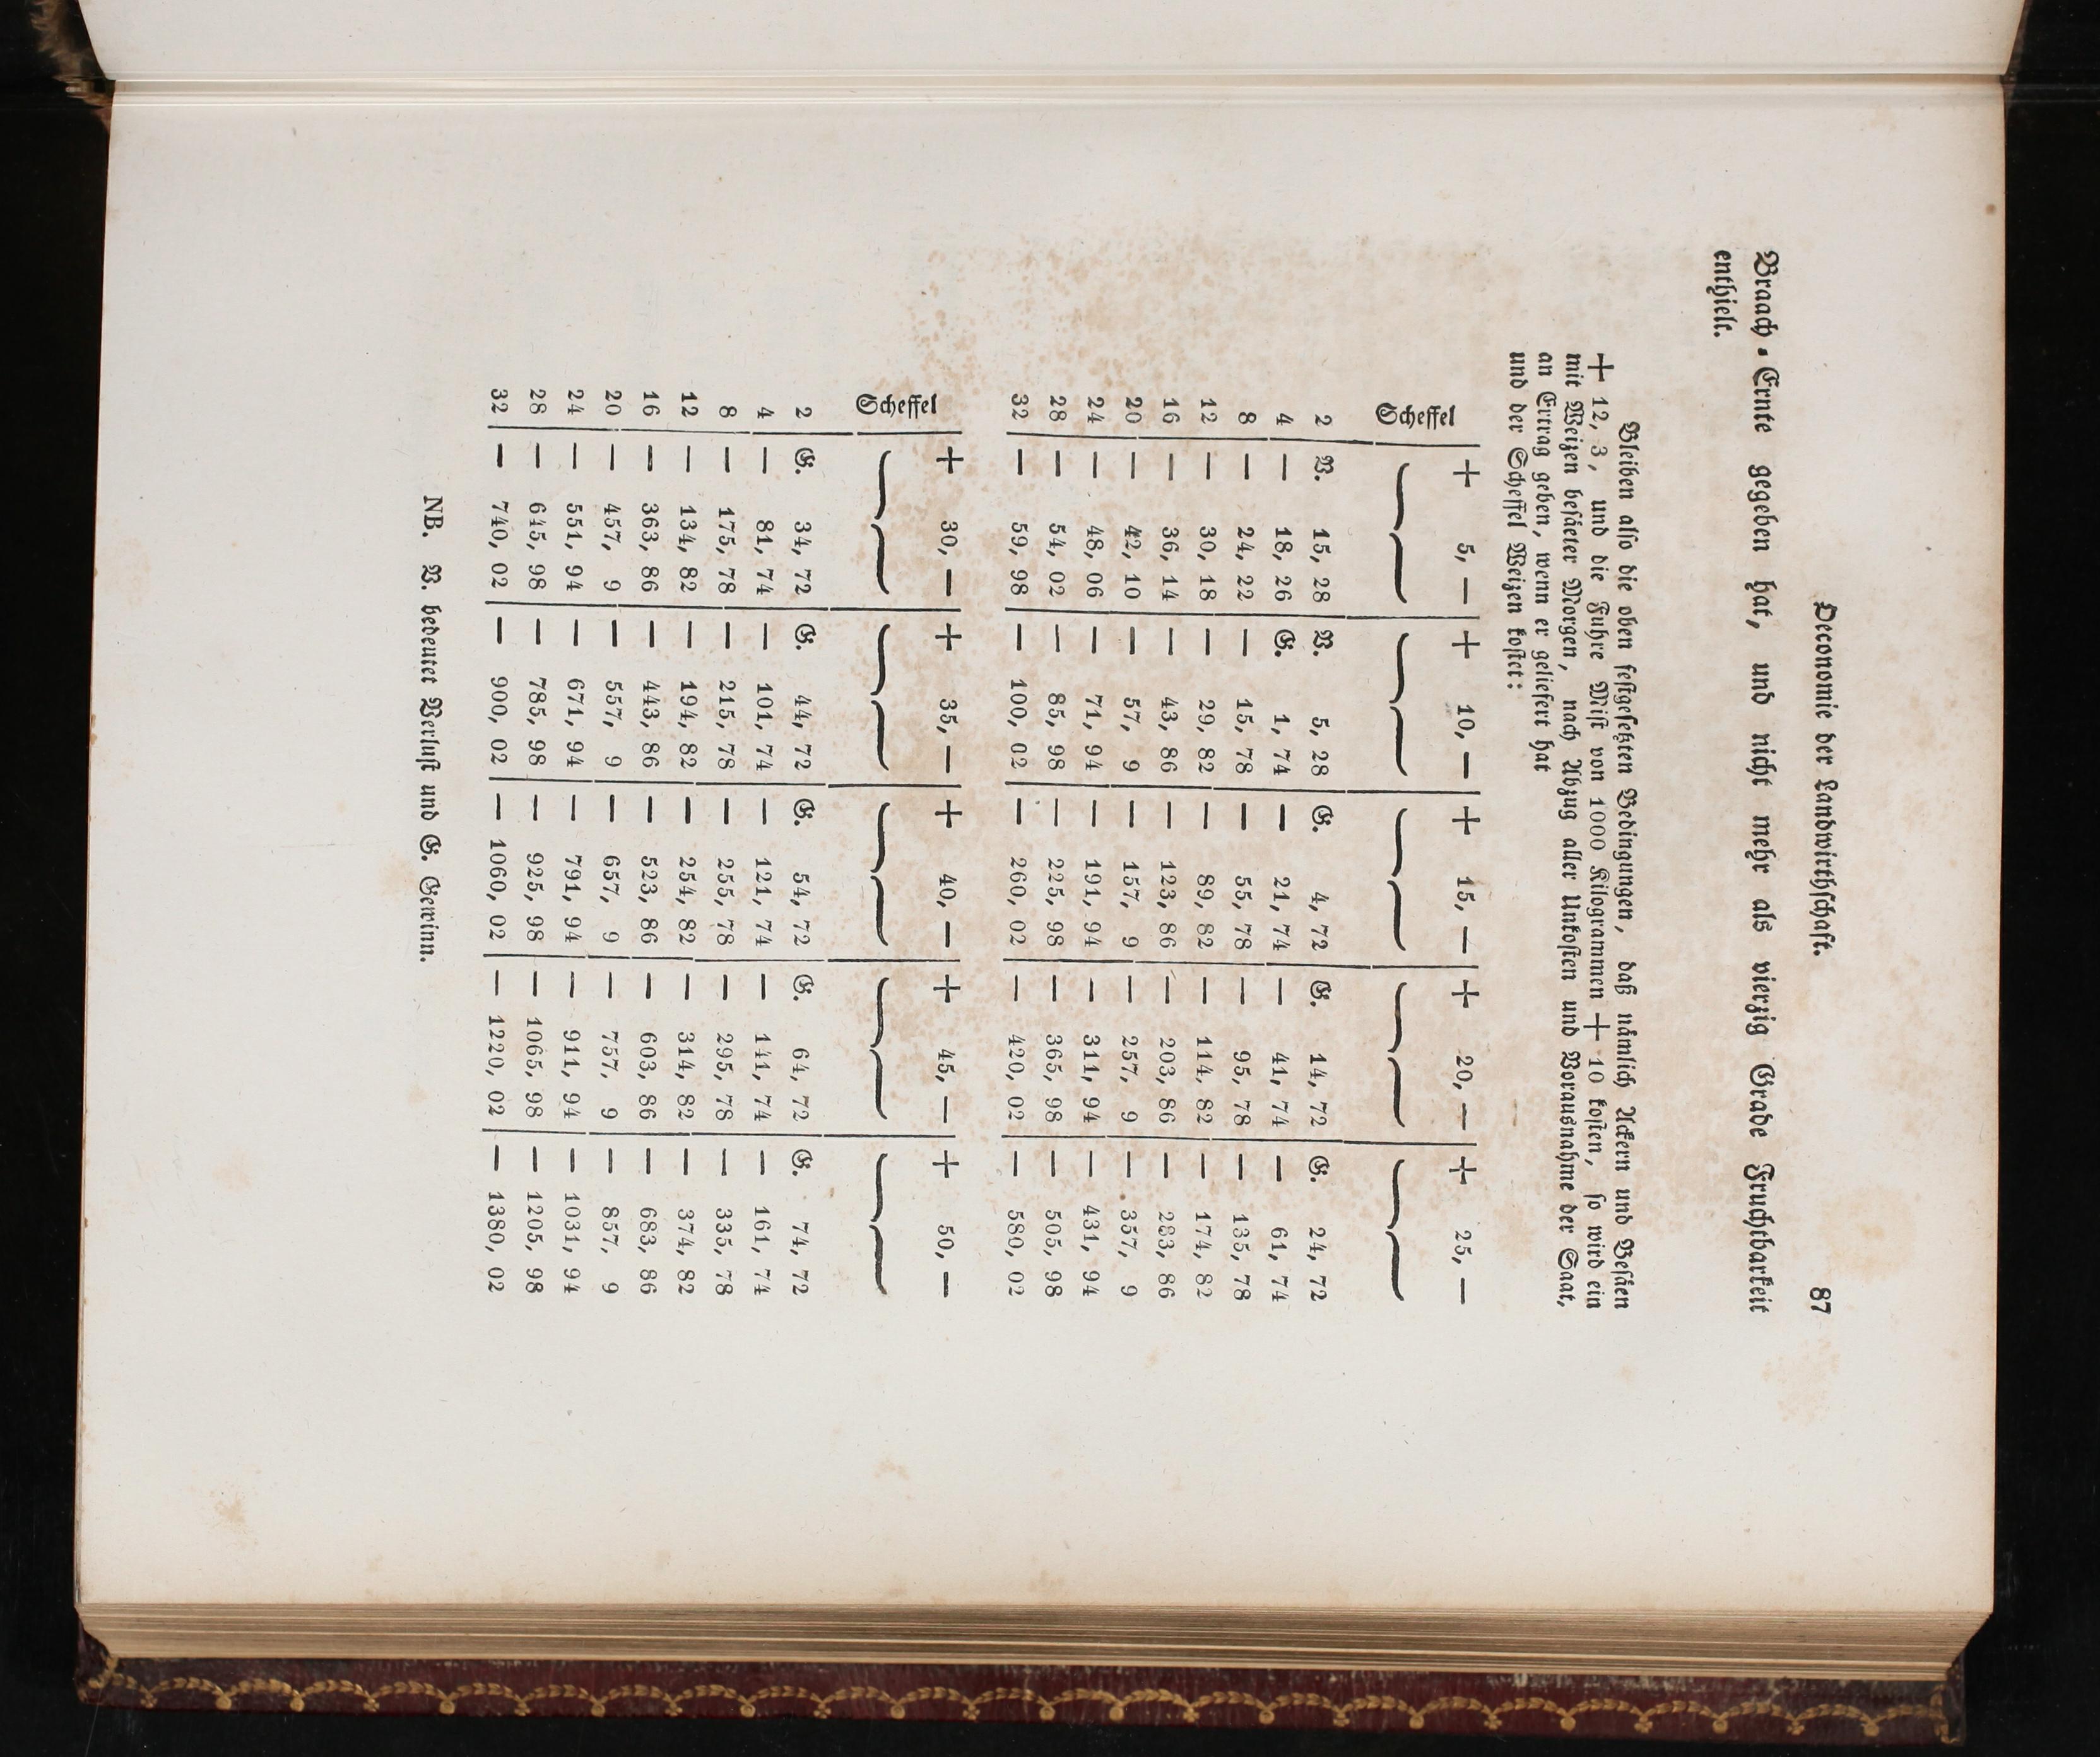 Oeconomie der Landwirthschaft. 87
Braach-Ernte gegeben hat, und nicht mehr als vierzig Grade Fruchtbarkeit
enthielt.
Bleiben also die oben festgesetzten Bedingungen, daß nämlich Ackern und Besäen
+ 12, 3, und die Fuhre Mist von 1000 Kilogrammen + 10 kosten, so wird ein
mit Weizen besäeter Morgen, nach Abzug aller Unkosten und Vorausnahme der Saat,
an Ertrag geben, wenn er geliefert hat
und der Scheffel Weizen kostet:
+ 5, — + 10, — + 15, — + 20, — + 25, —
Scheffel
2 V. 15, 28 V. 5, 28 G. 4, 72 G. 14, 72 G. 24, 72
4 — 18, 26 G. 1, 74 — 21, 74 — 41, 74 — 61, 74
8 — 24, 22 — 15, 78 — 55, 78 — 95, 78 — 135, 78
12 — 30, 18 — 29, 82 — 89, 82 — 114, 82 — 174, 82
16 — 36, 14 — 43, 86 — 123, 86 — 203, 86 — 283, 86
20 — 42, 10 — 57, 9 — 157, 9 — 257, 9 — 357, 9
24 — 48, 06 — 71, 94 — 191, 94 — 311, 94 — 431, 94
28 — 54, 02 — 85, 98 — 225, 98 — 365, 98 — 505, 98
32 — 59, 98 — 100, 02 — 260, 02 — 420, 02 — 580, 02
+ 30, — + 35, — + 40, — + 45, — + 50, —
Scheffel
2 G. 34, 72 G. 44, 72 G. 54, 72 G. 64, 72 G. 74, 72
4 — 81, 74 — 101, 74 — 121, 74 — 141, 74 — 161, 74
8 — 175, 78 — 215, 78 — 255, 78 — 295, 78 — 335, 78
12 — 134, 82 — 194, 82 — 254, 82 — 314, 82 — 374, 82
16 — 363, 86 — 443, 86 — 523, 86 — 603, 86 — 683, 86
20 — 457, 9 — 557, 9 — 657, 9 — 757, 9 — 857, 9
24 — 551, 94 — 671, 94 — 791, 94 — 911, 94 — 1031, 94
28 — 645, 98 — 785, 98 — 925, 98 — 1065, 98 — 1205, 98
32 — 740, 02 — 900, 02 — 1060, 02 — 1220, 02 — 1380, 02
NB. V. bedeutet Verlust und G. Gewinn.